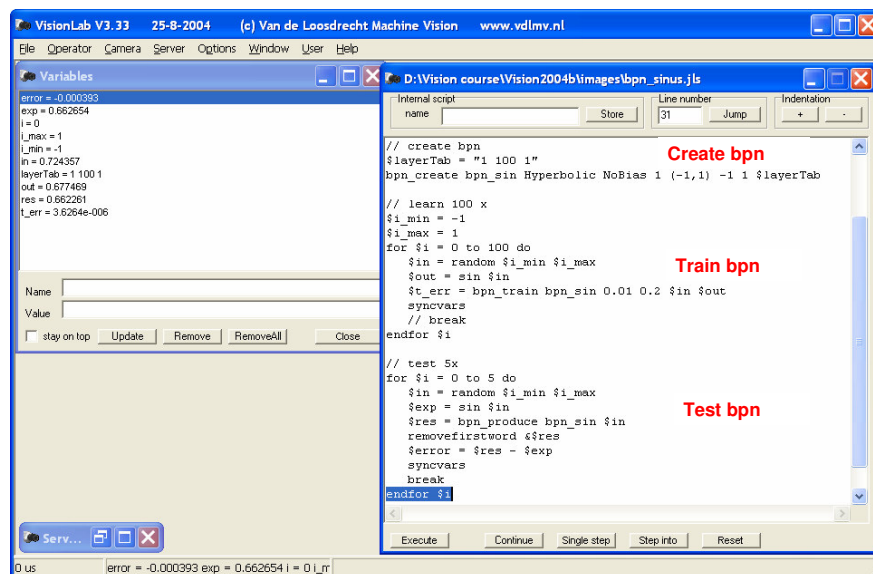 VisionLab V3.33 25-8-2004 (c) Van de Loosdrecht Machine Vision www.vdlmv.nl
File Operator Camera Server Options Window User Help
Variables
error = -0.000393
exp = 0.662654
i = 0
i_max = 1
i_min = -1
in = 0.724357
layerTab = 1 100 1
out = 0.677469
res = 0.662261
t_err = 3.6264e-006
Name
Value
stay on top Update Remove RemoveAll Close
D:\Vision course\Vision2004b\images\bpn_sinus.jls
Internal script Line number Indentation
name Store 31 Jump + -
// create bpn
Create bpn
$layerTab = "1 100 1"
bpn_create bpn_sin Hyperbolic NoBias 1 (-1,1) -1 1 $layerTab
// learn 100 x
$i_min = -1
$i_max = 1
for $i = 0 to 100 do
$in = random $i_min $i_max
Train bpn
$out = sin $in
$t_err = bpn_train bpn_sin 0.01 0.2 $in $out
syncvars
// break
endfor $i
// test 5x
for $i = 0 to 5 do
$in = random $i_min $i_max
$exp = sin $in
Test bpn
$res = bpn_produce bpn_sin $in
removefirstword &$res
$error = $res - $exp
syncvars
break
endfor $i
Execute Continue Single step Step into Reset
Serv...
0 us error = -0.000393 exp = 0.662654 i = 0 i_m